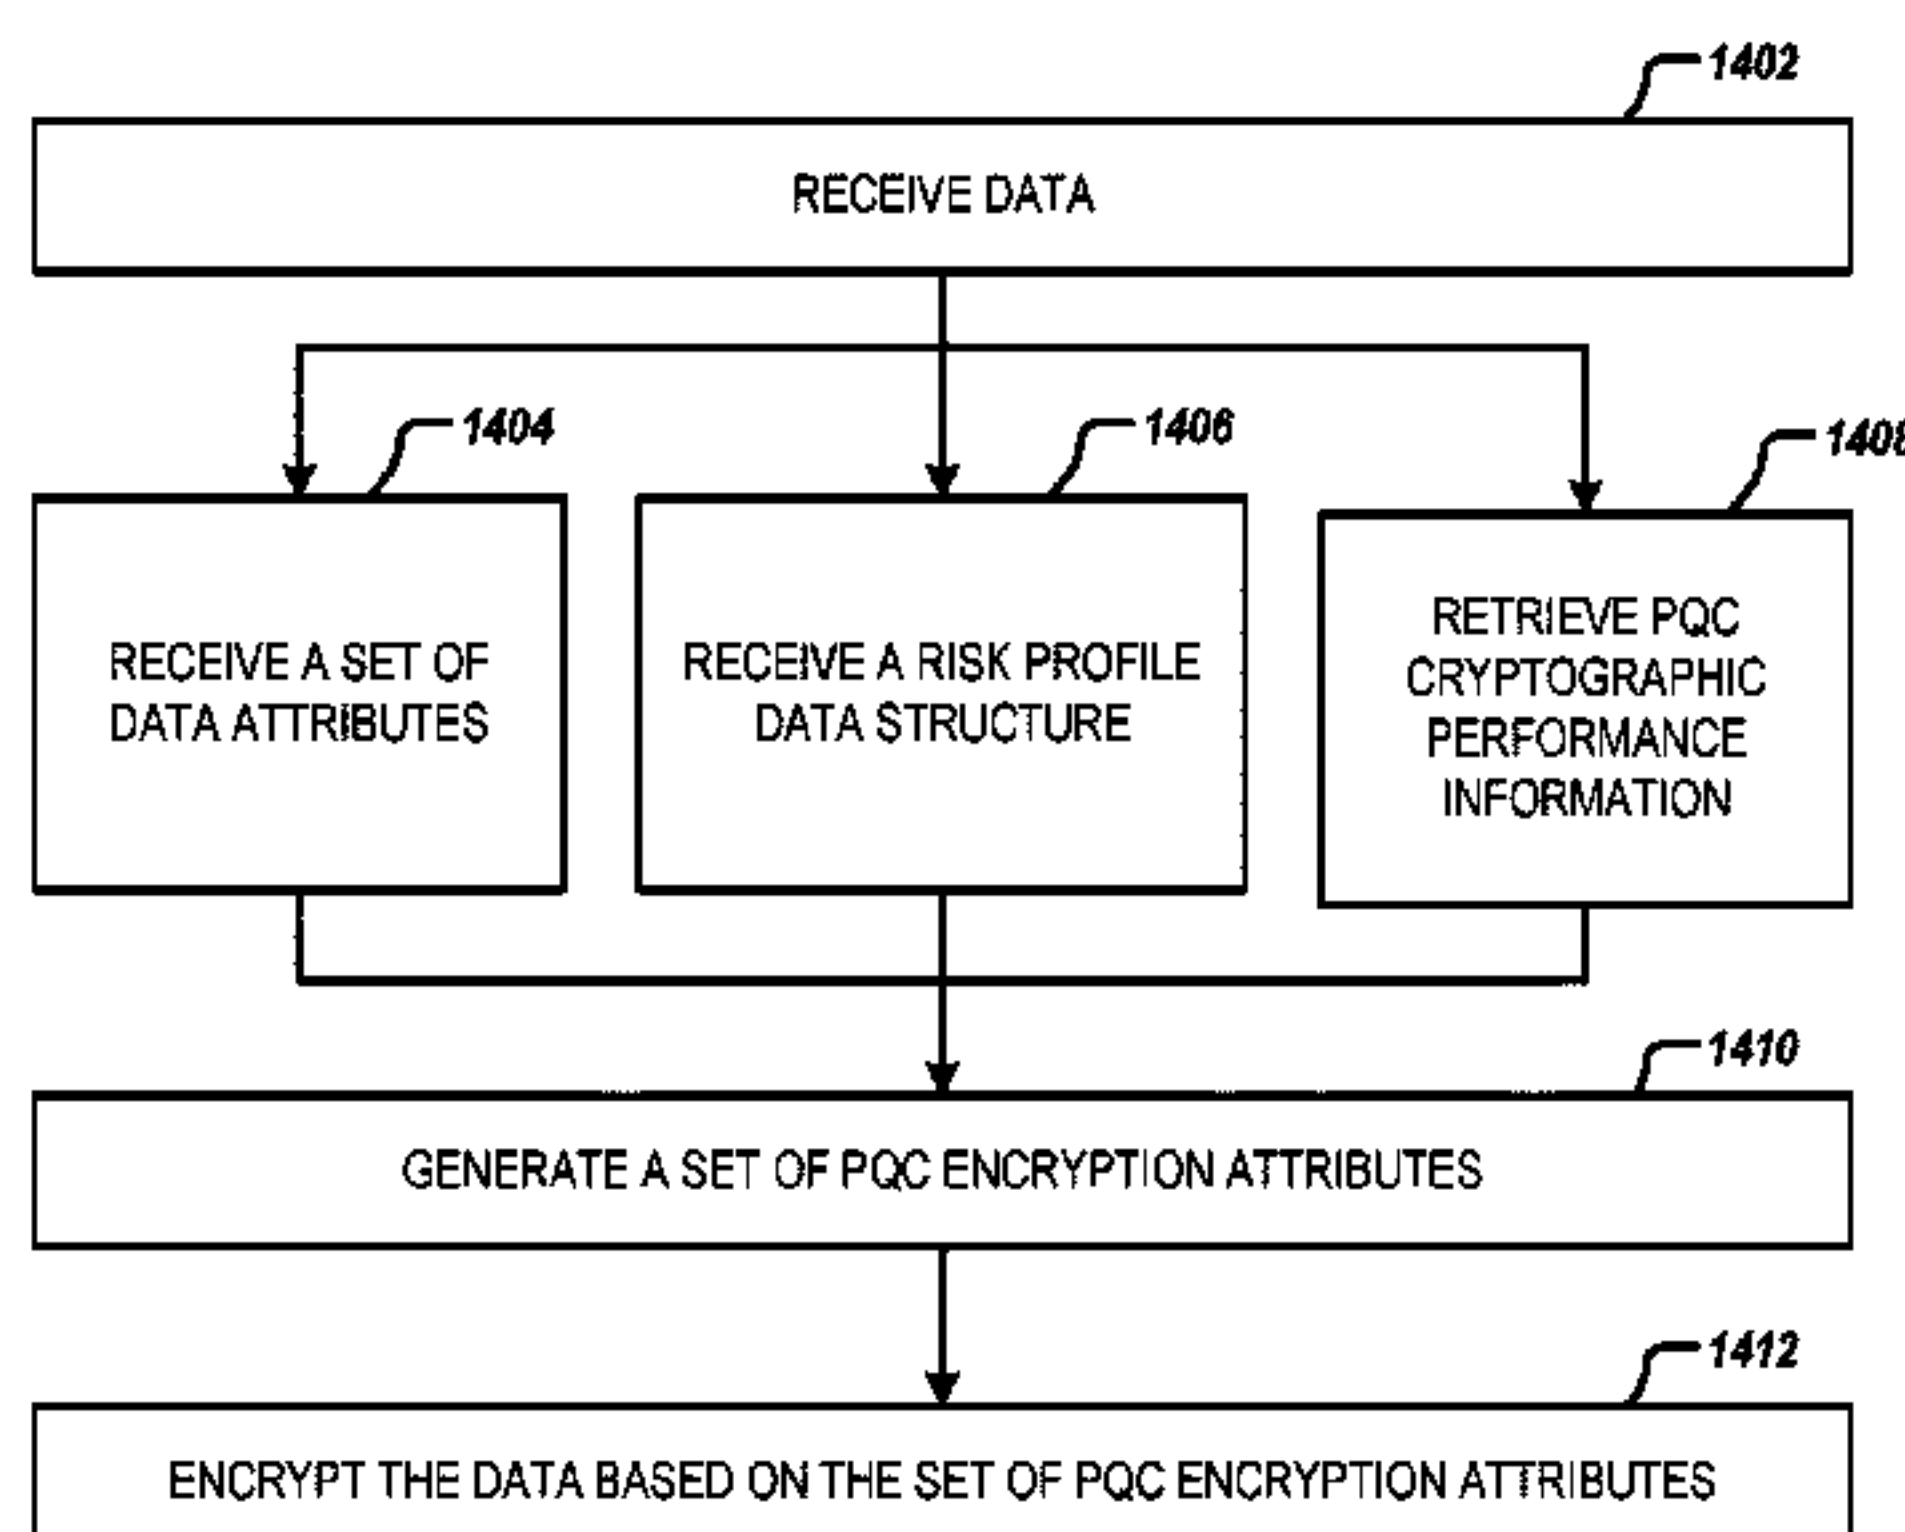 1402
RECEIVE DATA
1404
1406
1408
RECEIVE A SET OF
DATA ATTRIBUTES
RECEIVE A RISK PROFILE
DATA STRUCTURE
RETRIEVE PQC
CRYPTOGRAPHIC
PERFORMANCE
INFORMATION
1410
GENERATE A SET OF PQC ENCRYPTION ATTRIBUTES
1412
ENCRYPT THE DATA BASED ON THE SET OF PQC ENCRYPTION ATTRIBUTES